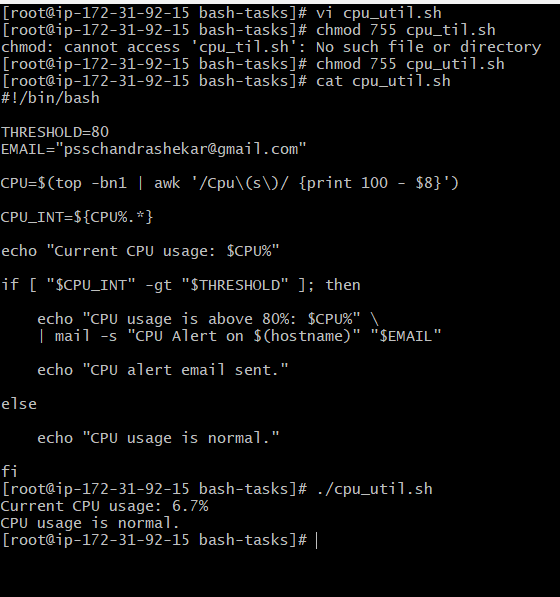 [root@ip-172-31-92-15 bash-tasks]# vi cpu_util.sh
[root@ip-172-31-92-15 bash-tasks]# chmod 755 cpu_til.sh
chmod: cannot access 'cpu_til.sh': No such file or directory
[root@ip-172-31-92-15 bash-tasks]# chmod 755 cpu_util.sh
[root@ip-172-31-92-15 bash-tasks]# cat cpu_util.sh
#!/bin/bash

THRESHOLD=80
EMAIL="psschandrashekar@gmail.com"

CPU=$(top -bn1 | awk '/Cpu\(s\)/ {print 100 - $8}')

CPU_INT=${CPU%.*}

echo "Current CPU usage: $CPU%"

if [ "$CPU_INT" -gt "$THRESHOLD" ]; then

    echo "CPU usage is above 80%: $CPU%" \
    | mail -s "CPU Alert on $(hostname)" "$EMAIL"

    echo "CPU alert email sent."

else

    echo "CPU usage is normal."

fi
[root@ip-172-31-92-15 bash-tasks]# ./cpu_util.sh
Current CPU usage: 6.7%
CPU usage is normal.
[root@ip-172-31-92-15 bash-tasks]#